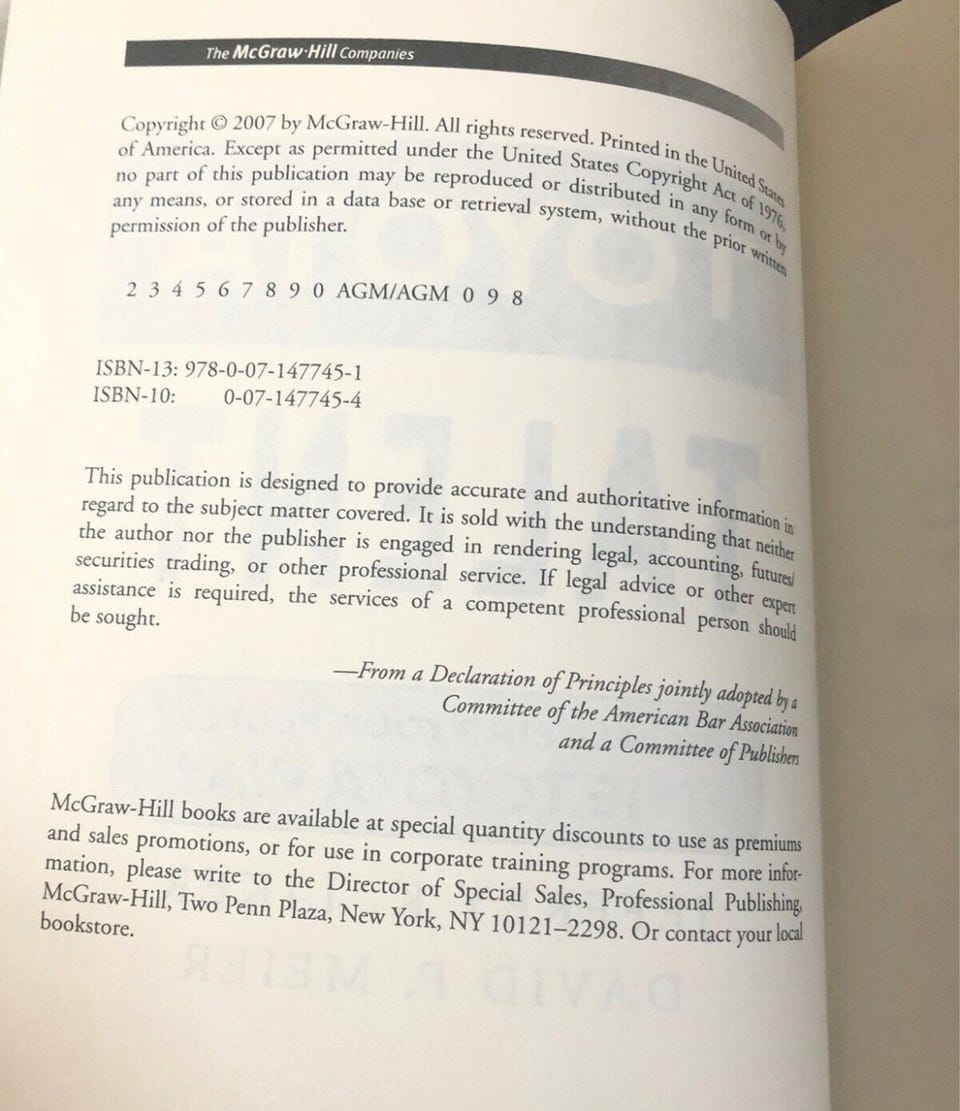 The McGraw·Hill Companies
Copyright © 2007 by McGraw-Hill. All rights reserved. Printed in the United States
of America. Except as permitted under the United States Copyright Act of 1976,
no part of this publication may be reproduced or distributed in any form or by
any means, or stored in a data base or retrieval system, without the prior written
permission of the publisher.
2 3 4 5 6 7 8 9 0 AGM/AGM 0 9 8
ISBN-13: 978-0-07-147745-1
ISBN-10: 0-07-147745-4
This publication is designed to provide accurate and authoritative information in
regard to the subject matter covered. It is sold with the understanding that neither
the author nor the publisher is engaged in rendering legal, accounting, futures/
securities trading, or other professional service. If legal advice or other expert
assistance is required, the services of a competent professional person should
be sought.
—From a Declaration of Principles jointly adopted by a
Committee of the American Bar Association
and a Committee of Publishers
McGraw-Hill books are available at special quantity discounts to use as premiums
and sales promotions, or for use in corporate training programs. For more infor-
mation, please write to the Director of Special Sales, Professional Publishing,
McGraw-Hill, Two Penn Plaza, New York, NY 10121–2298. Or contact your local
bookstore.
DAVID P. MEIER